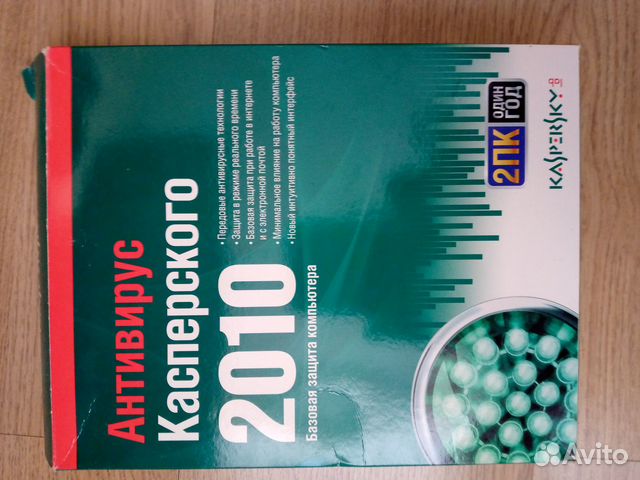 Антивирус
Касперского
2010
Базовая защита компьютера
• Передовые антивирусные технологии
• Защита в режиме реального времени
• Базовая защита при работе в интернете
и с электронной почтой
• Минимальное влияние на работу компьютера
• Новый интуитивно понятный интерфейс
2ПК
ОДИН
ГОД
KASPERSKY
Avito